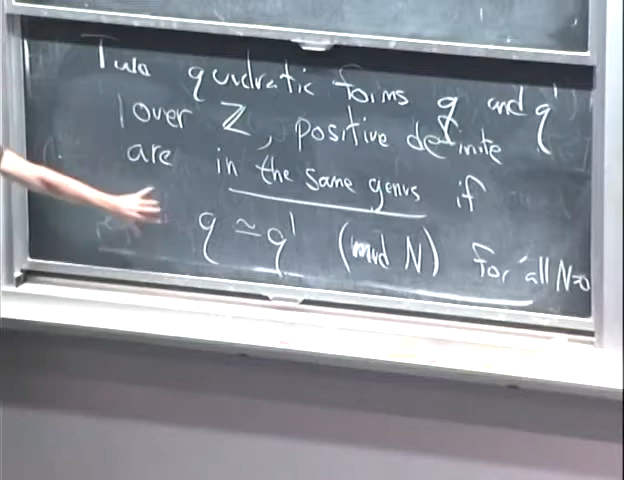 Two quadratic forms q and q'
over Z, positive definite
are in the same genus if
q ≃ q' (mod N) for all N>0